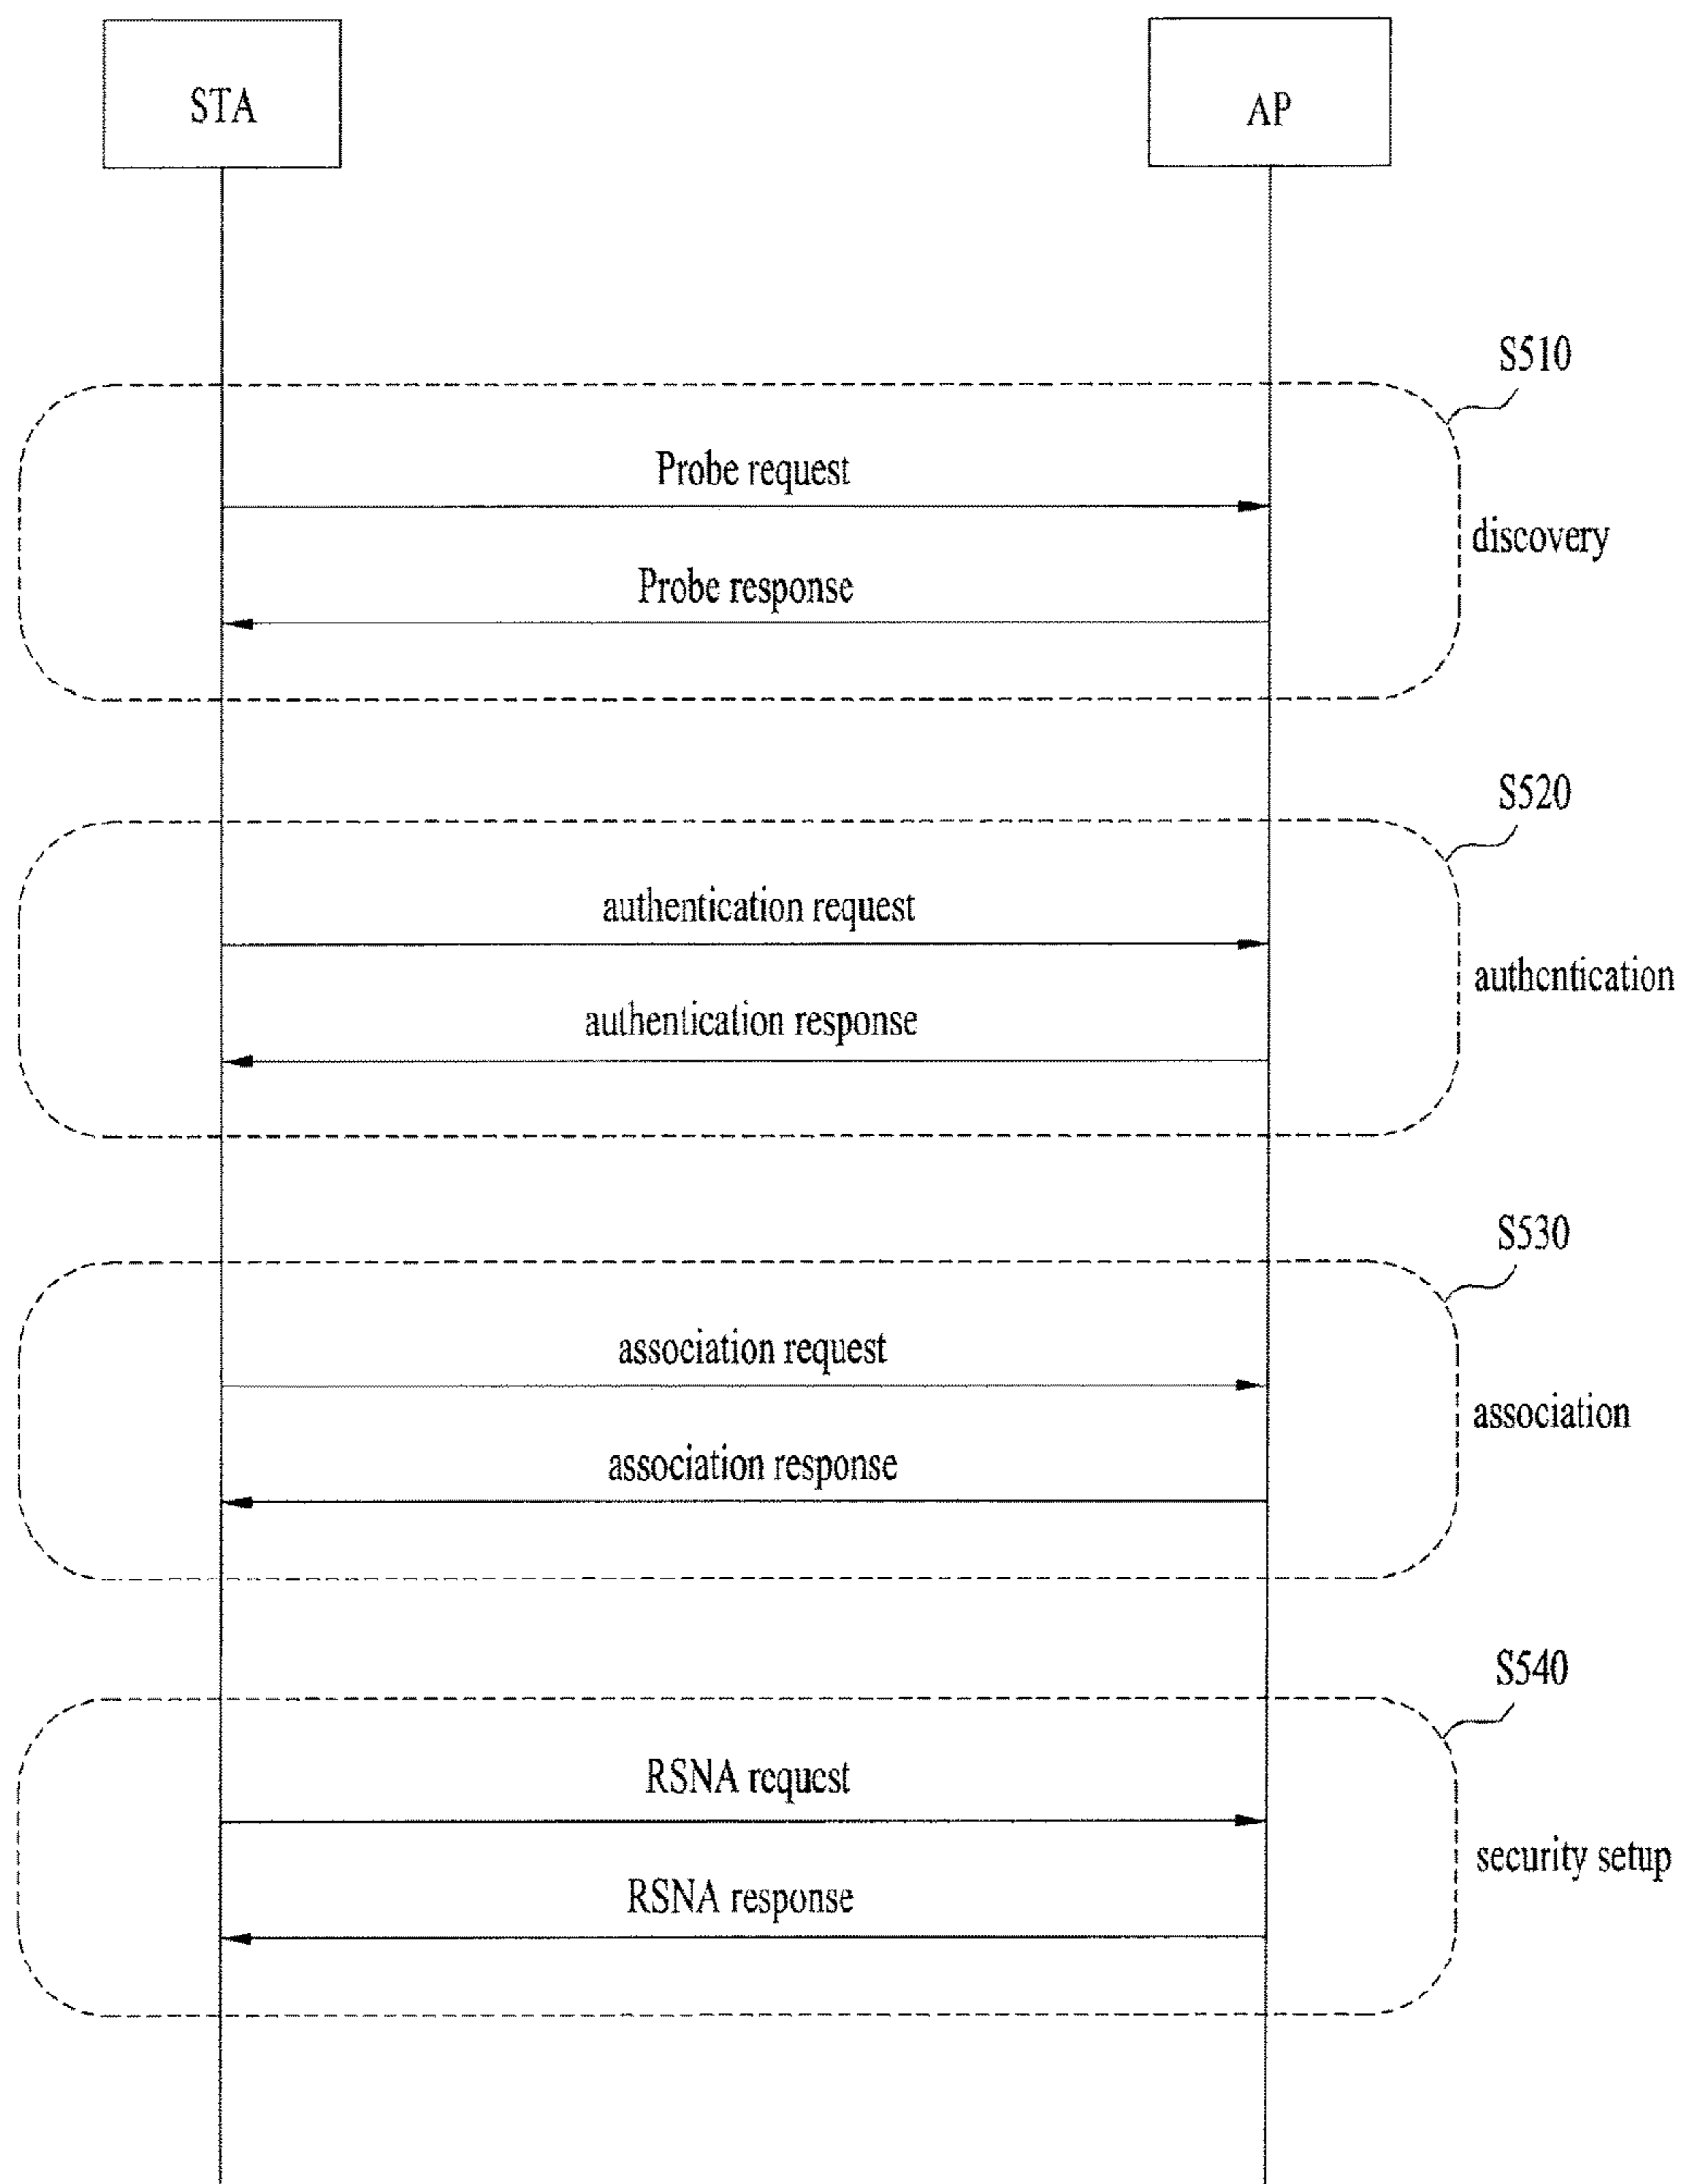 STA
AP
S510
Probe request
discovery
Probe response
S520
authentication request
authentication
authentication response
S530
association request
association
association response
S540
RSNA request
security setup
RSNA response